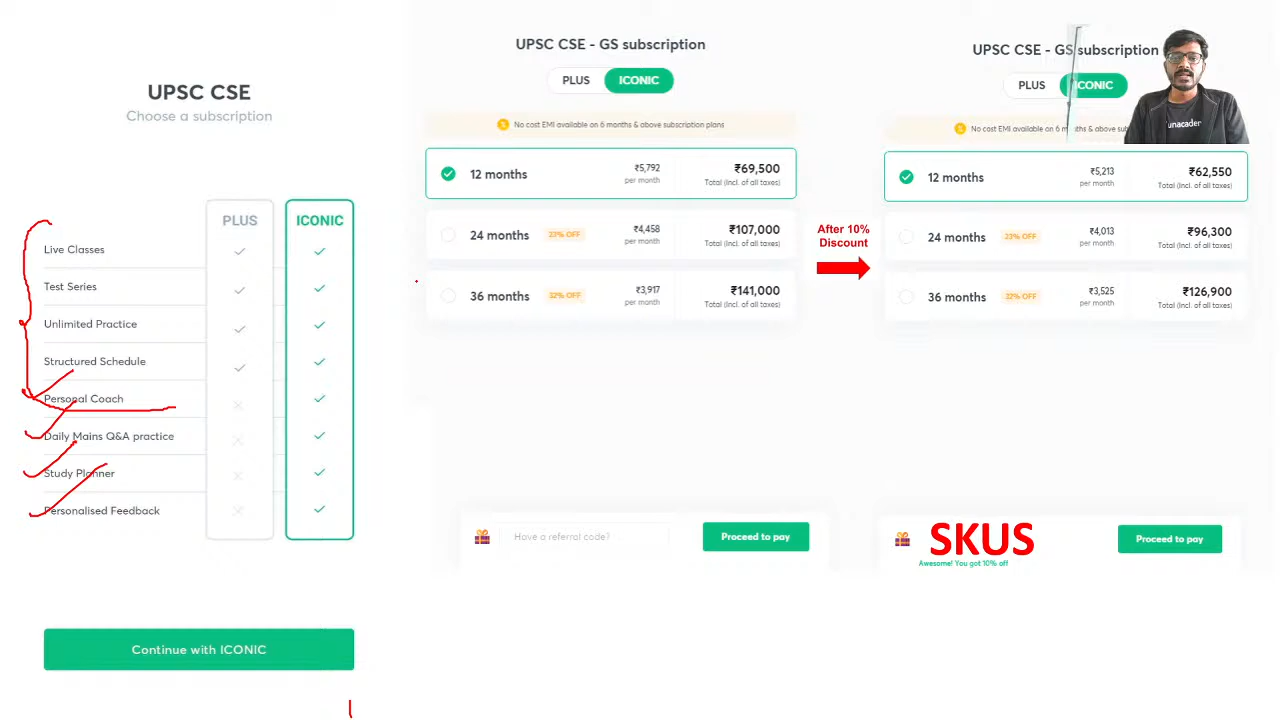 UPSC CSE
Choose a subscription
PLUS ICONIC
Live Classes
Test Series
Unlimited Practice
Structured Schedule
Personal Coach
Daily Mains Q&A practice
Study Planner
Personalised Feedback
Continue with ICONIC
UPSC CSE - GS subscription
PLUS ICONIC
No cost EMI available on 6 months & above subscription plans
12 months ₹5,792 ₹69,500
per month Total (Incl. of all taxes)
24 months ₹4,458 ₹107,000
per month Total (Incl. of all taxes)
36 months 32% OFF ₹3,917 ₹141,000
per month Total (Incl. of all taxes)
Have a referral code? Proceed to pay
After 10%
Discount
UPSC CSE - GS subscription
PLUS ICONIC
No cost EMI available on 6 months & above
12 months ₹5,213 ₹62,550
per month Total (Incl. of all taxes)
24 months 23% OFF ₹4,013 ₹96,300
per month Total (Incl. of all taxes)
36 months ₹3,525 ₹126,900
per month Total (Incl. of all taxes)
SKUS Proceed to pay
Awesome! You got 10% off